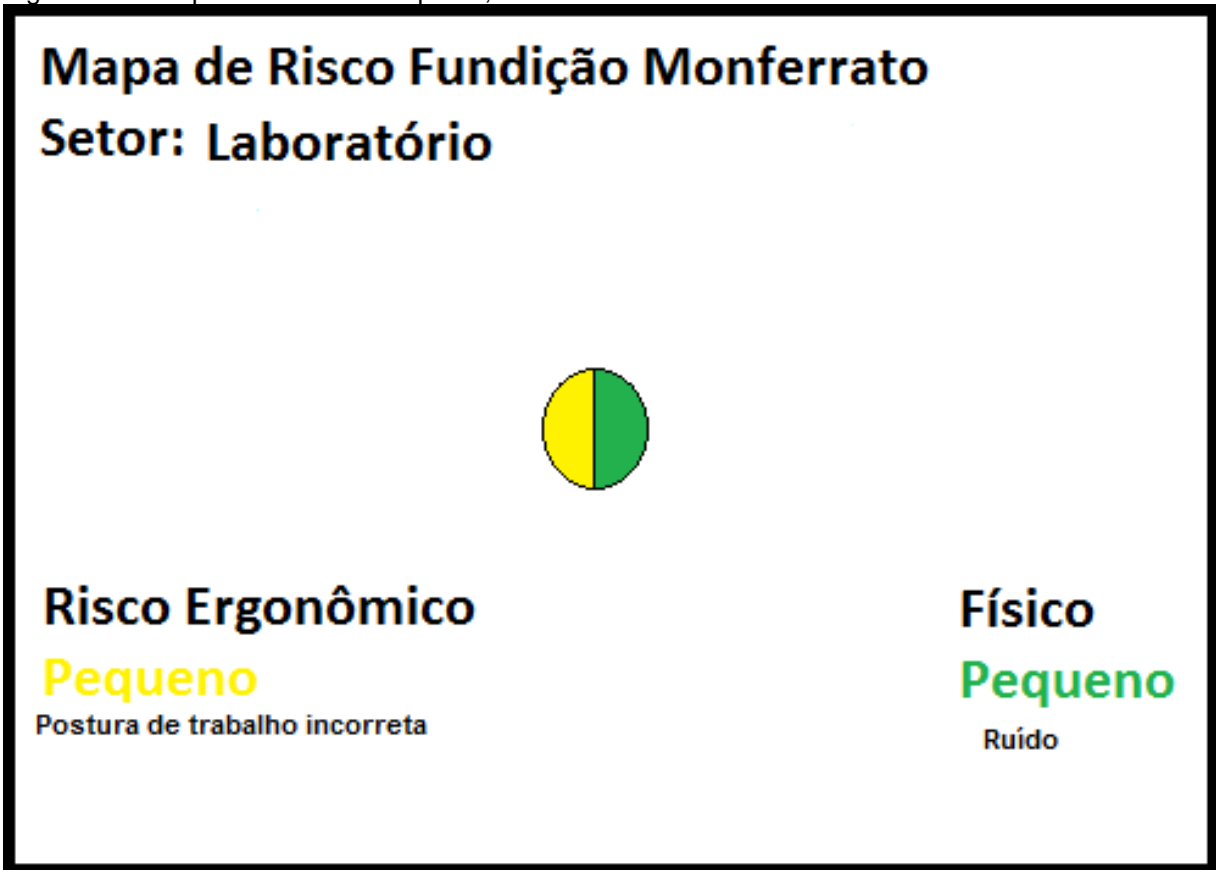 Mapa de Risco Fundição Monferrato
Setor: Laboratório
Risco Ergonômico
Pequeno
Postura de trabalho incorreta
Físico
Pequeno
Ruído